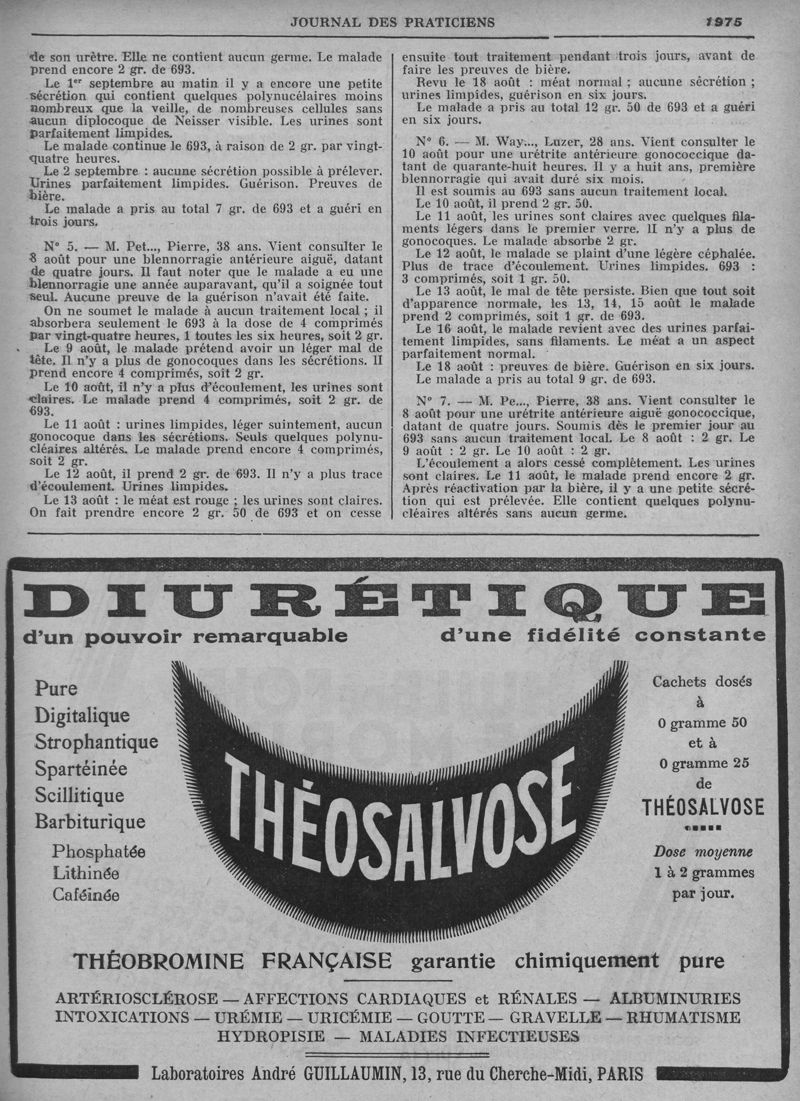 JOURNAL DES PRATICIENS 1975
de son urètre. Elle ne contient aucun germe. Le malade
prend encore 2 gr. de 693.
Le 1er septembre au matin il y a encore une petite
sécrétion qui contient quelques polynucélaires moins
nombreux que la veille, de nombreuses cellules sans
aucun diplocoque de Neisser visible. Les urines sont
parfaitement limpides.
Le malade continue le 693, à raison de 2 gr. par vingt-
quatre heures.
Le 2 septembre : aucune sécrétion possible à prélever.
Urines parfaitement limpides. Guérison. Preuves de
bière.
Le malade a pris au total 7 gr. de 693 et a guéri en
trois jours.
N° 5. — M. Pet..., Pierre, 38 ans. Vient consulter le
8 août pour une blennorragie antérieure aiguë, datant
de quatre jours. Il faut noter que le malade a eu une
blennorragie une année auparavant, qu'il a soignée tout
seul. Aucune preuve de la guérison n'avait été faite.
On ne soumet le malade à aucun traitement local ; il
absorbera seulement le 693 à la dose de 4 comprimés
par vingt-quatre heures, 1 toutes les six heures, soit 2 gr.
Le 9 août, le malade prétend avoir un léger mal de
tête. Il n'y a plus de gonocoques dans les sécrétions. Il
prend encore 4 comprimés, soit 2 gr.
Le 10 août, il n'y a plus d'écoulement, les urines sont
claires. Le malade prend 4 comprimés, soit 2 gr. de
693.
Le 11 août : urines limpides, léger suintement, aucun
gonocoque dans les sécrétions. Seuls quelques polynu-
cléaires altérés. Le malade prend encore 4 comprimés,
soit 2 gr.
Le 12 août, il prend 2 gr. de 693. Il n'y a plus trace
d'écoulement. Urines limpides.
Le 13 août : le méat est rouge ; les urines sont claires.
On fait prendre encore 2 gr. 50 de 693 et on cesse
ensuite tout traitement pendant trois jours, avant de
faire les preuves de bière.
Revu le 18 août : méat normal ; aucune sécrétion ;
urines limpides, guérison en six jours.
Le malade a pris au total 12 gr. 50 de 693 et a guéri
en six jours.
N° 6. — M. Way..., Luzer, 28 ans. Vient consulter le
10 août pour une urétrite antérieure gonococcique da-
tant de quarante-huit heures. Il y a huit ans, première
blennorragie qui avait duré six mois.
Il est soumis au 693 sans aucun traitement local.
Le 10 août, il prend 2 gr. 50.
Le 11 août, les urines sont claires avec quelques fila-
ments légers dans le premier verre. Il n'y a plus de
gonocoques. Le malade absorbe 2 gr.
Le 12 août, le malade se plaint d'une légère céphalée.
Plus de trace d'écoulement. Urines limpides. 693 :
3 comprimés, soit 1 gr. 50.
Le 13 août, le mal de tête persiste. Bien que tout soit
d'apparence normale, les 13, 14, 15 août le malade
prend 2 comprimés, soit 1 gr. de 693.
Le 16 août, le malade revient avec des urines parfai-
tement limpides, sans filaments. Le méat a un aspect
parfaitement normal.
Le 18 août : preuves de bière. Guérison en six jours.
Le malade a pris au total 9 gr. de 693.
N° 7. — M. Pe..., Pierre, 38 ans. Vient consulter le
8 août pour une urétrite antérieure aiguë gonococcique,
datant de quatre jours. Soumis dès le premier jour au
693 sans aucun traitement local. Le 8 août : 2 gr. Le
9 août : 2 gr. Le 10 août : 2 gr.
L'écoulement a alors cessé complètement. Les urines
sont claires. Le 11 août, le malade prend encore 2 gr.
Après réactivation par la bière, il y a une petite sécré-
tion qui est prélevée. Elle contient quelques polynu-
cléaires altérés sans aucun germe.
DIURÉTIQUE
d'un pouvoir remarquable d'une fidélité constante
Pure
Digitalique
Strophantique
Spartéinée
Scillitique
Barbiturique
Phosphatée
Lithinée
Caféinée
THÉOSALVOSE
Cachets dosés
à
0 gramme 50
et à
0 gramme 25
de
THÉOSALVOSE
Dose moyenne
1 à 2 grammes
par jour.
THÉOBROMINE FRANÇAISE garantie chimiquement pure
ARTÉRIOSCLÉROSE — AFFECTIONS CARDIAQUES et RÉNALES — ALBUMINURIES
INTOXICATIONS — URÉMIE — URICÉMIE — GOUTTE — GRAVELLE — RHUMATISME
HYDROPISIE — MALADIES INFECTIEUSES
Laboratoires André GUILLAUMIN, 13, rue du Cherche-Midi, PARIS